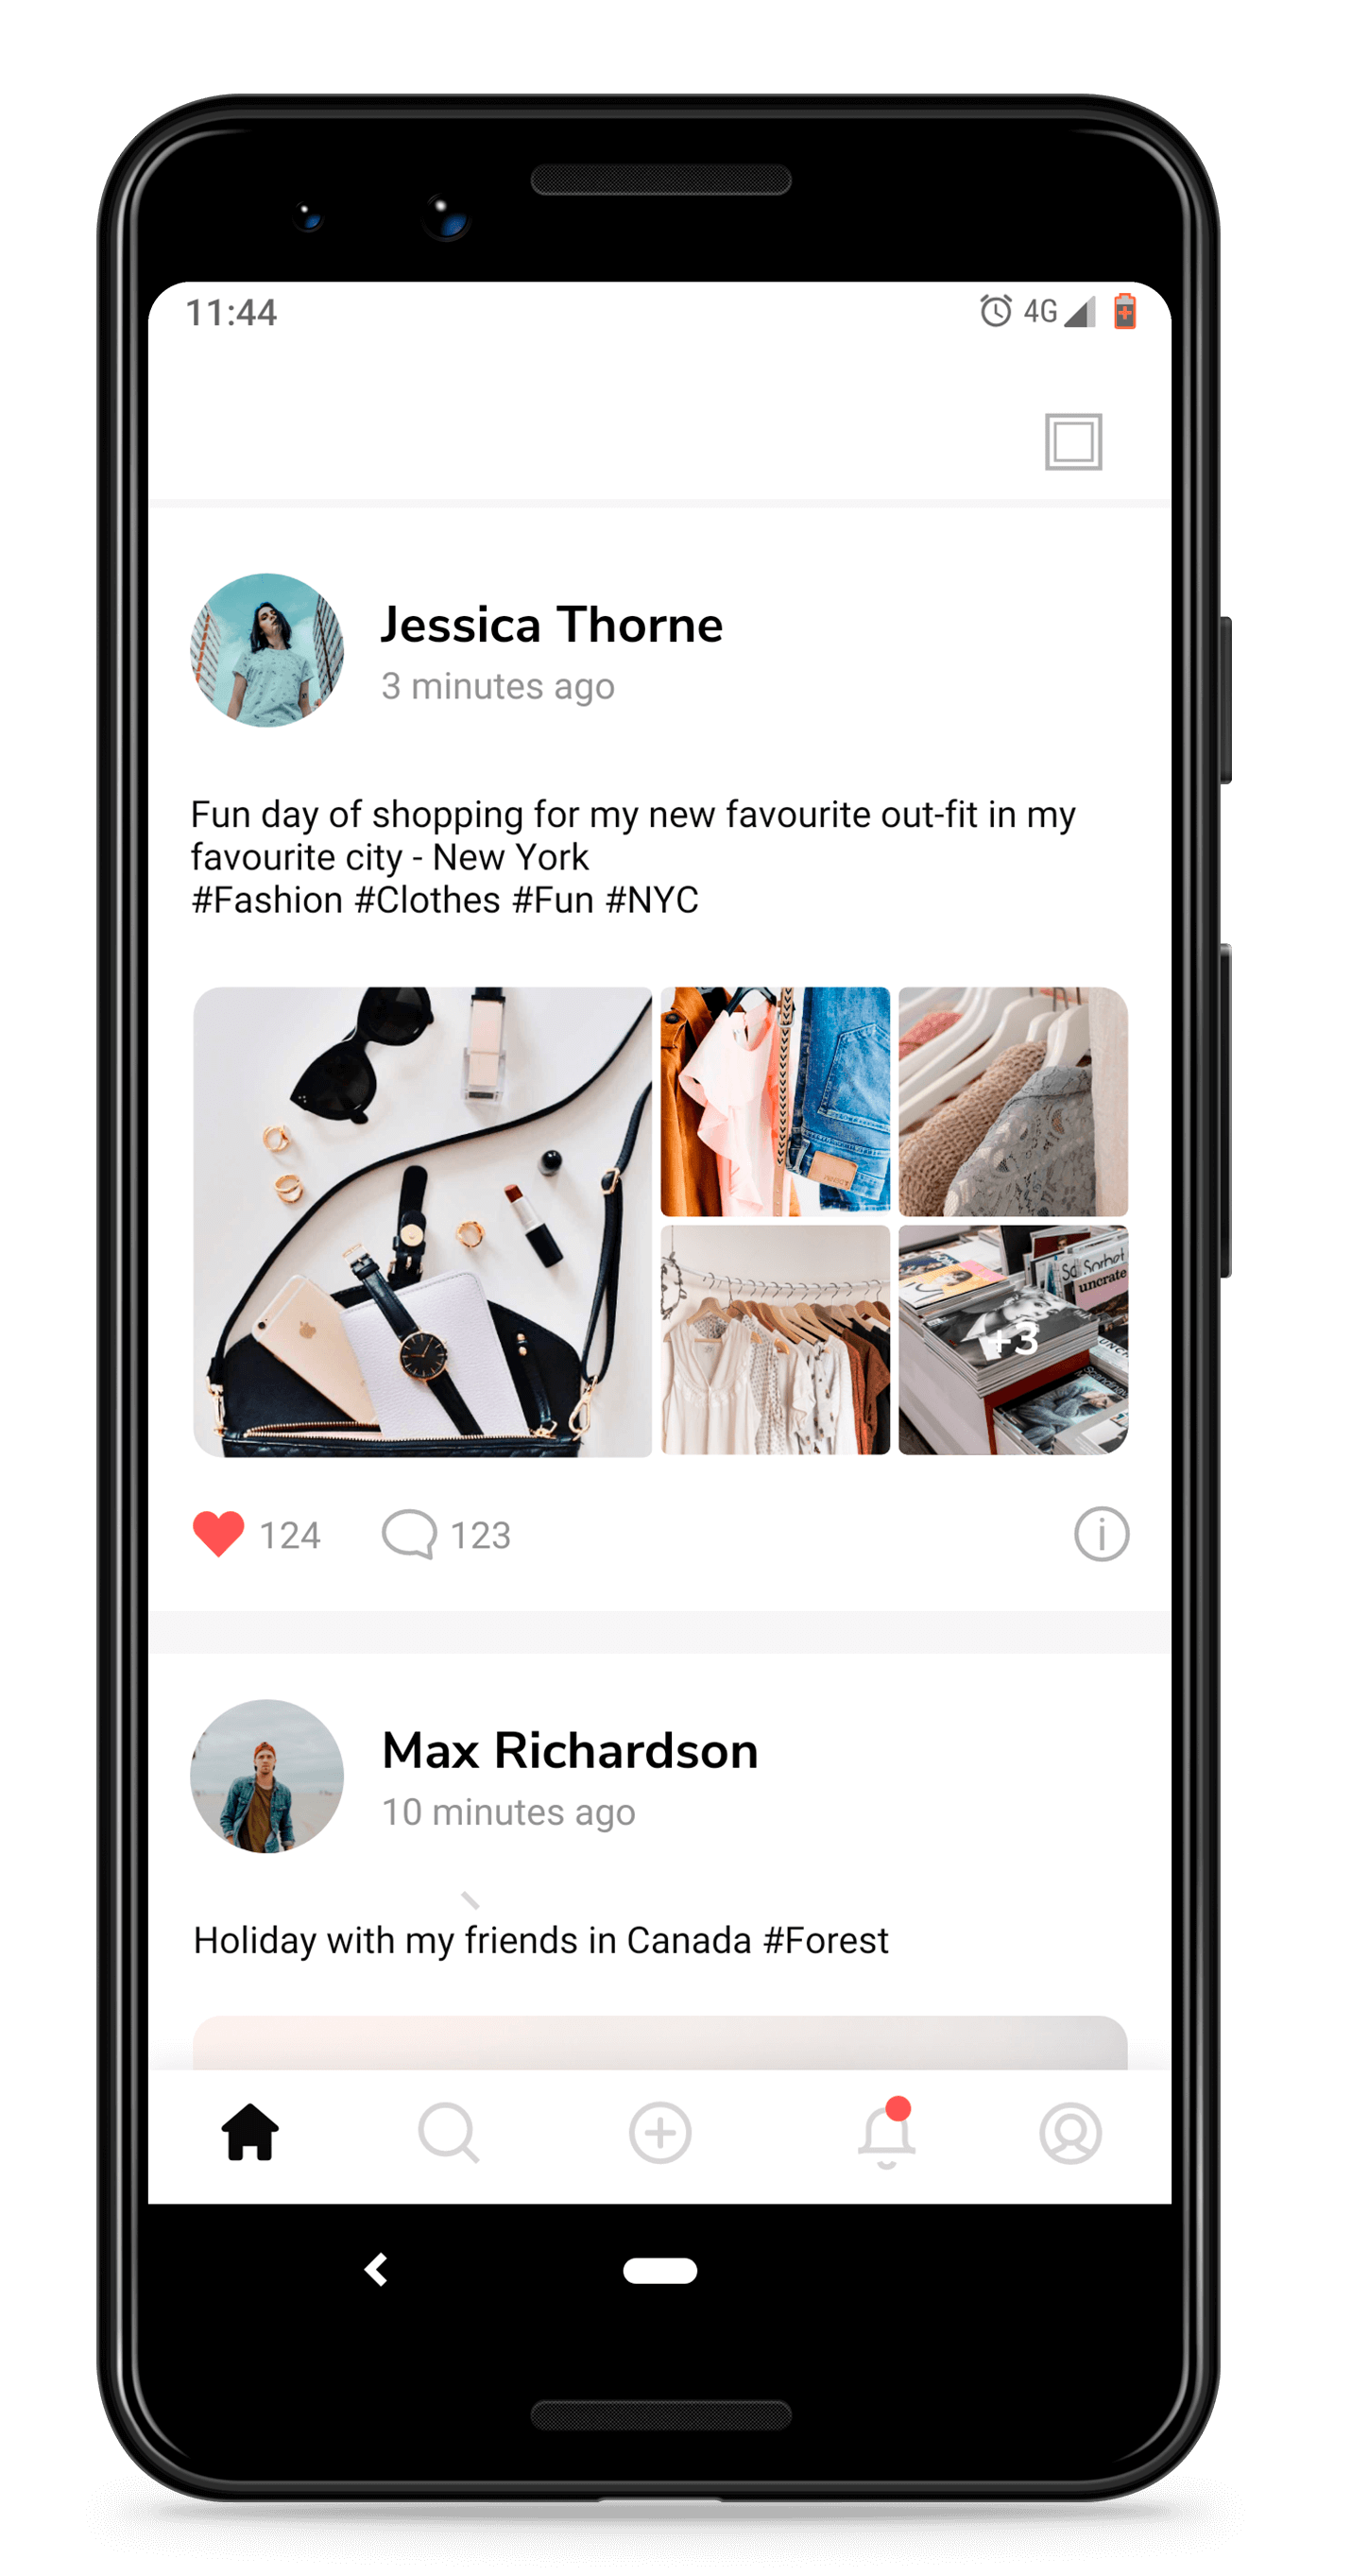 11:44
4G
Jessica Thorne
3 minutes ago
Fun day of shopping for my new favourite out-fit in my
favourite city - New York
#Fashion #Clothes #Fun #NYC
Sorbet
uncrate
+3
124
123
Max Richardson
10 minutes ago
Holiday with my friends in Canada #Forest